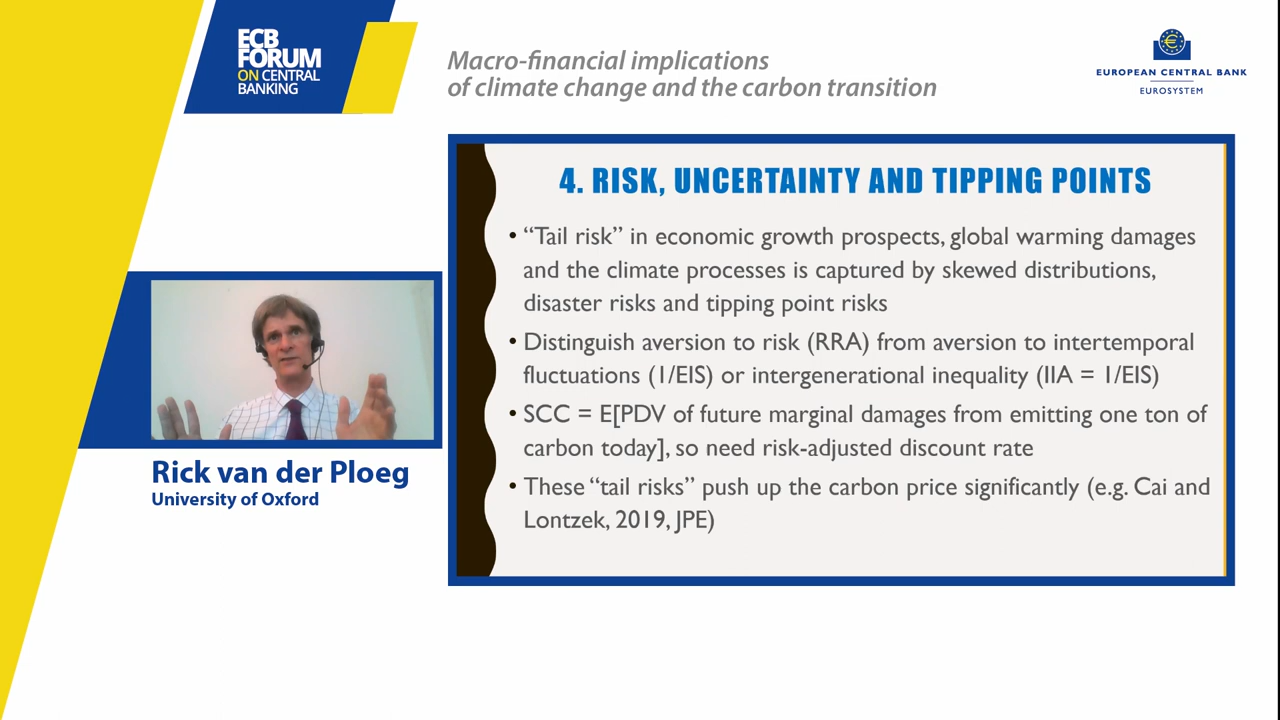 ECB
FORUM
ON CENTRAL
BANKING
Macro-financial implications
of climate change and the carbon transition
EUROPEAN CENTRAL BANK
EUROSYSTEM
4. RISK, UNCERTAINTY AND TIPPING POINTS
• “Tail risk” in economic growth prospects, global warming damages
and the climate processes is captured by skewed distributions,
disaster risks and tipping point risks
• Distinguish aversion to risk (RRA) from aversion to intertemporal
fluctuations (1/EIS) or intergenerational inequality (IIA = 1/EIS)
• SCC = E[PDV of future marginal damages from emitting one ton of
carbon today], so need risk-adjusted discount rate
• These “tail risks” push up the carbon price significantly (e.g. Cai and
Lontzek, 2019, JPE)
Rick van der Ploeg
University of Oxford